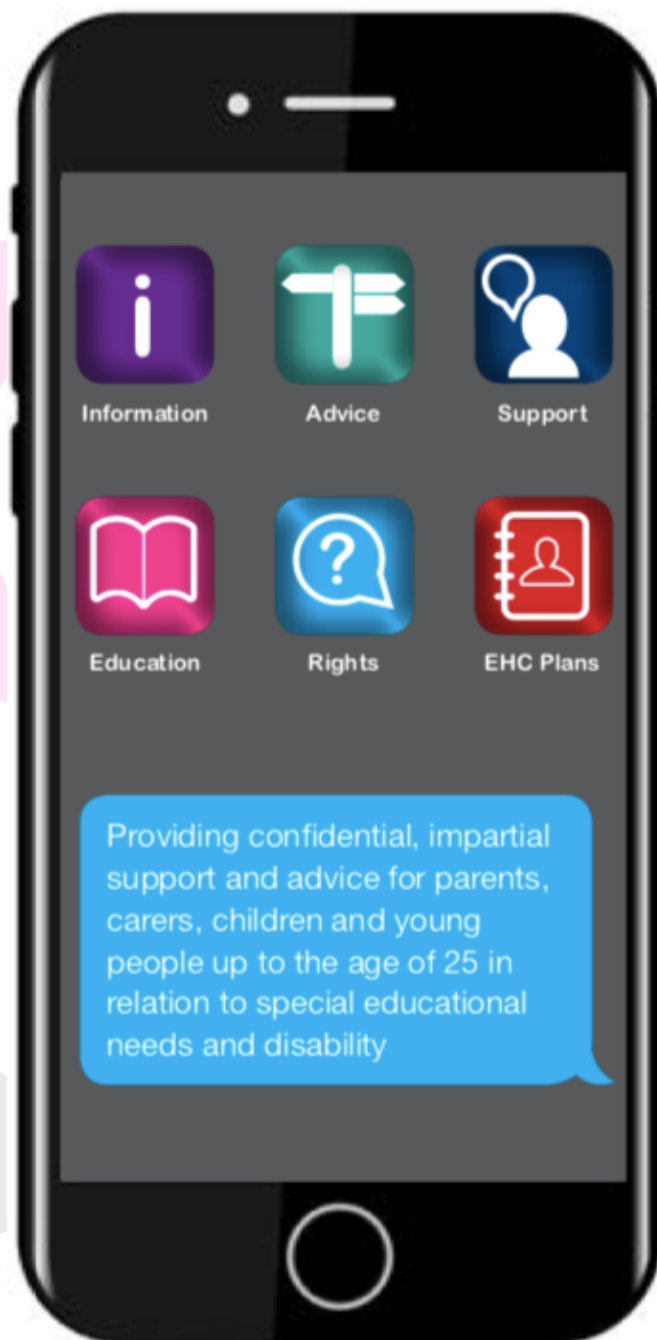 Information Advice Support
Education Rights EHC Plans
Providing confidential, impartial
support and advice for parents,
carers, children and young
people up to the age of 25 in
relation to special educational
needs and disability